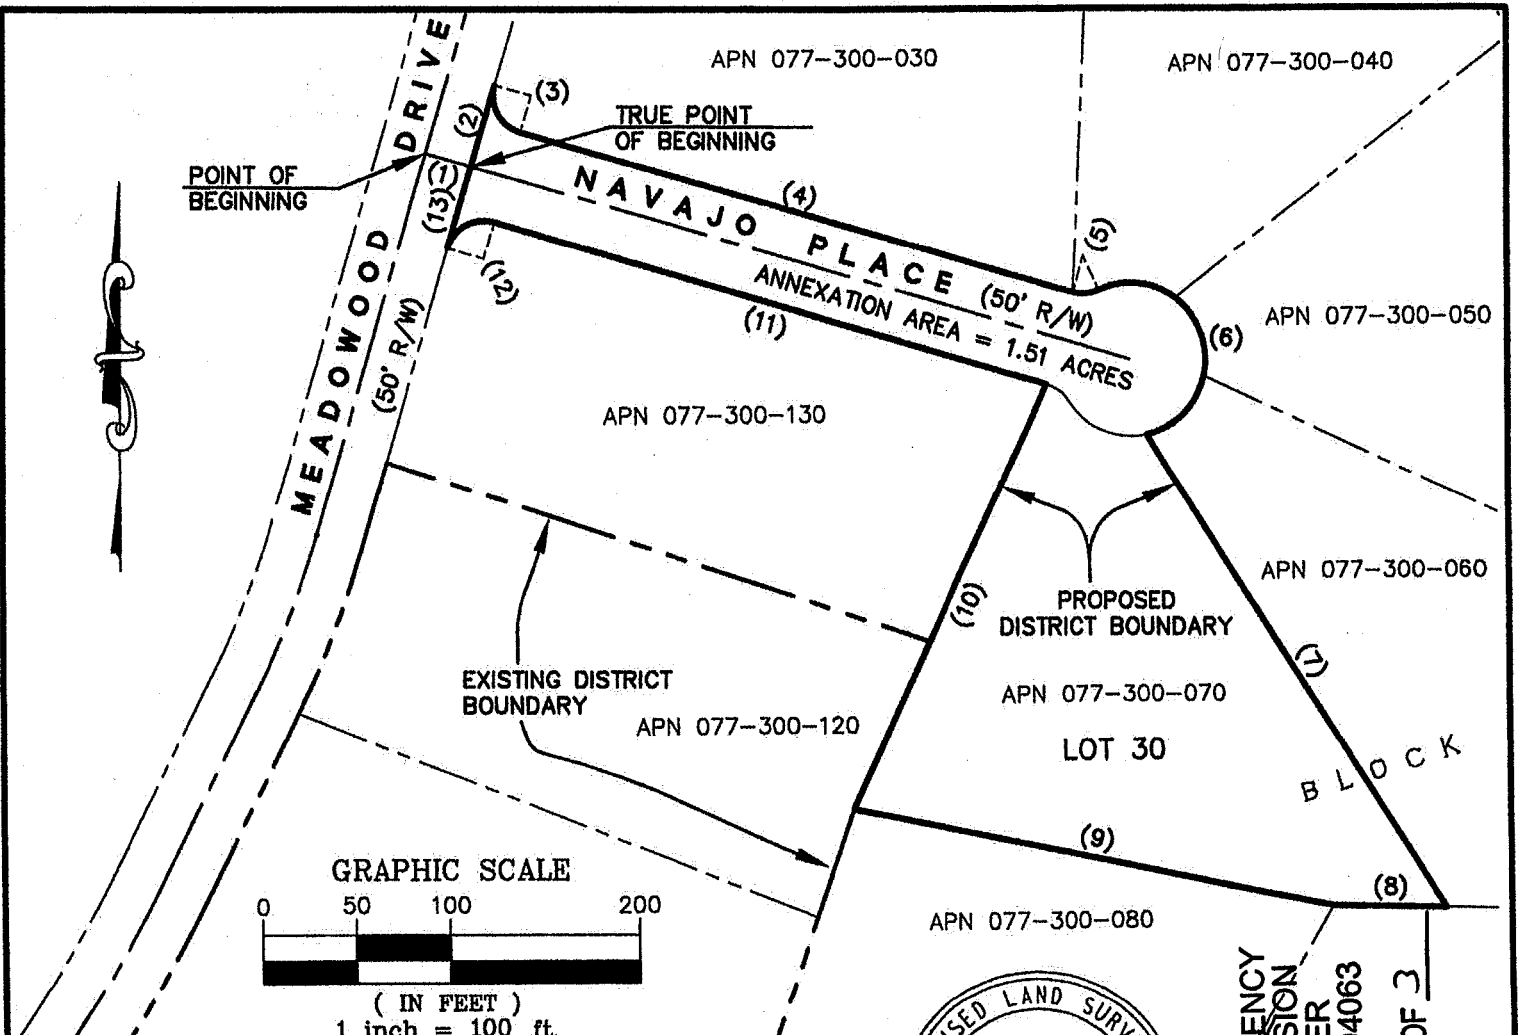 APN 077-300-030
APN 077-300-040
(3)
(2)
TRUE POINT
OF BEGINNING
POINT OF
BEGINNING
(1)
(13)
MEADOWOOD DRIVE
(50' R/W)
NAVAJO PLACE (50' R/W)
ANNEXATION AREA = 1.51 ACRES
(4)
(5)
(6)
(12)
(11)
APN 077-300-050
APN 077-300-130
APN 077-300-060
(10)
PROPOSED
DISTRICT BOUNDARY
(7)
EXISTING DISTRICT
BOUNDARY
APN 077-300-070
APN 077-300-120
LOT 30
BLOCK
(9)
(8)
APN 077-300-080
GRAPHIC SCALE
0 50 100 200
( IN FEET )
1 inch = 100 ft.
LAND
OF 3